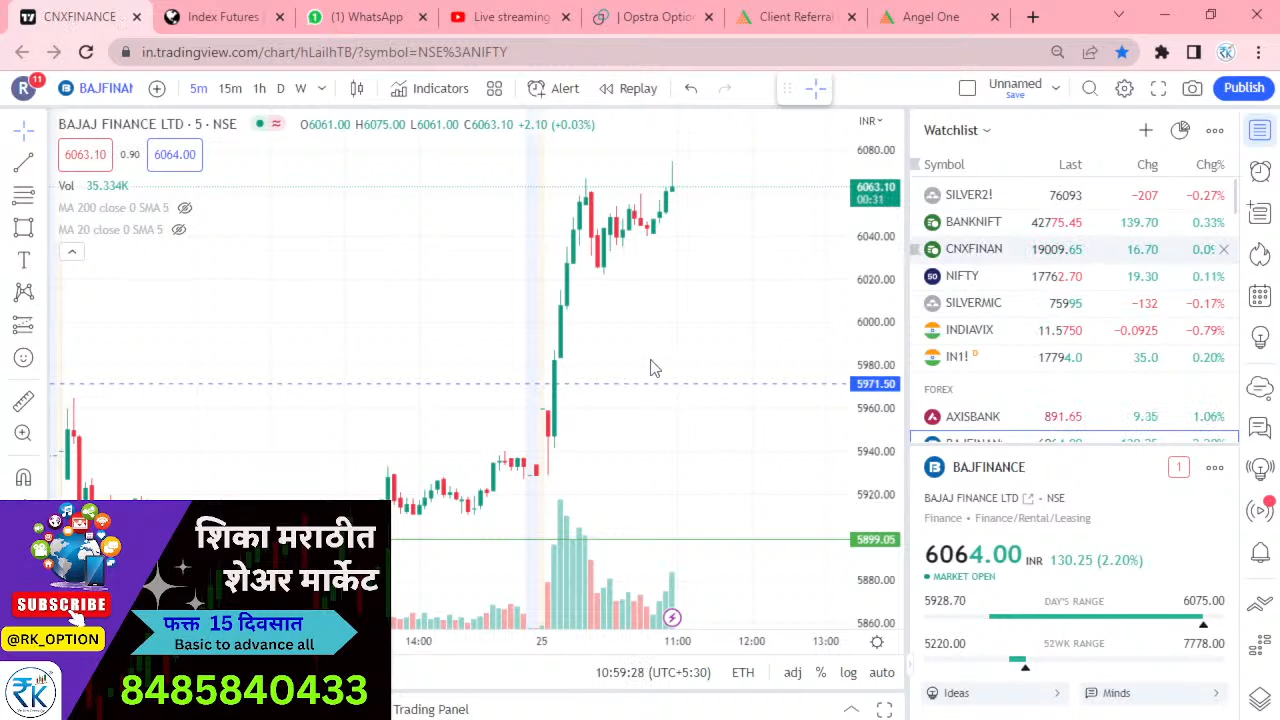 CNXFINANCE
Index Futures
(1) WhatsApp
Live streaming
Opstra Optio
Client Referral
Angel One
in.tradingview.com/chart/hLailhTB/?symbol=NSE%3ANIFTY
R 11
BAJFINAN
5m 15m 1h D W
Indicators
Alert
Replay
Unnamed
Save
Publish
BAJAJ FINANCE LTD · 5 · NSE
O6061.00 H6075.00 L6061.00 C6063.10 +2.10 (+0.03%)
INR
6063.10 0.90 6064.00
Vol 35.334K
MA 200 close 0 SMA 5
MA 20 close 0 SMA 5
6080.00
6063.10
00:31
6040.00
6020.00
6000.00
5980.00
5971.50
5960.00
5940.00
5920.00
5899.05
5880.00
5860.00
14:00 25 11:00 12:00 13:00
10:59:28 (UTC+5:30) ETH adj % log auto
Trading Panel
Watchlist
Symbol Last Chg Chg%
SILVER2! 76093 −207 −0.27%
BANKNIFT 42775.45 139.70 0.33%
CNXFINAN 19009.65 16.70 0.09
NIFTY 17762.70 19.30 0.11%
SILVERMIC 75995 −132 −0.17%
INDIAVIX 11.5750 −0.0925 −0.79%
IN1! D 17794.0 35.0 0.20%
FOREX
AXISBANK 891.65 9.35 1.06%
BAJFINANCE 1
BAJAJ FINANCE LTD - NSE
Finance • Finance/Rental/Leasing
6064.00 INR 130.25 (2.20%)
MARKET OPEN
5928.70 DAY'S RANGE 6075.00
5220.00 52WK RANGE 7778.00
Ideas
Minds
शिका मराठीत
शेअर मार्केट
SUBSCRIBE
@RK_OPTION
फक्त 15 दिवसात
Basic to advance all
8485840433